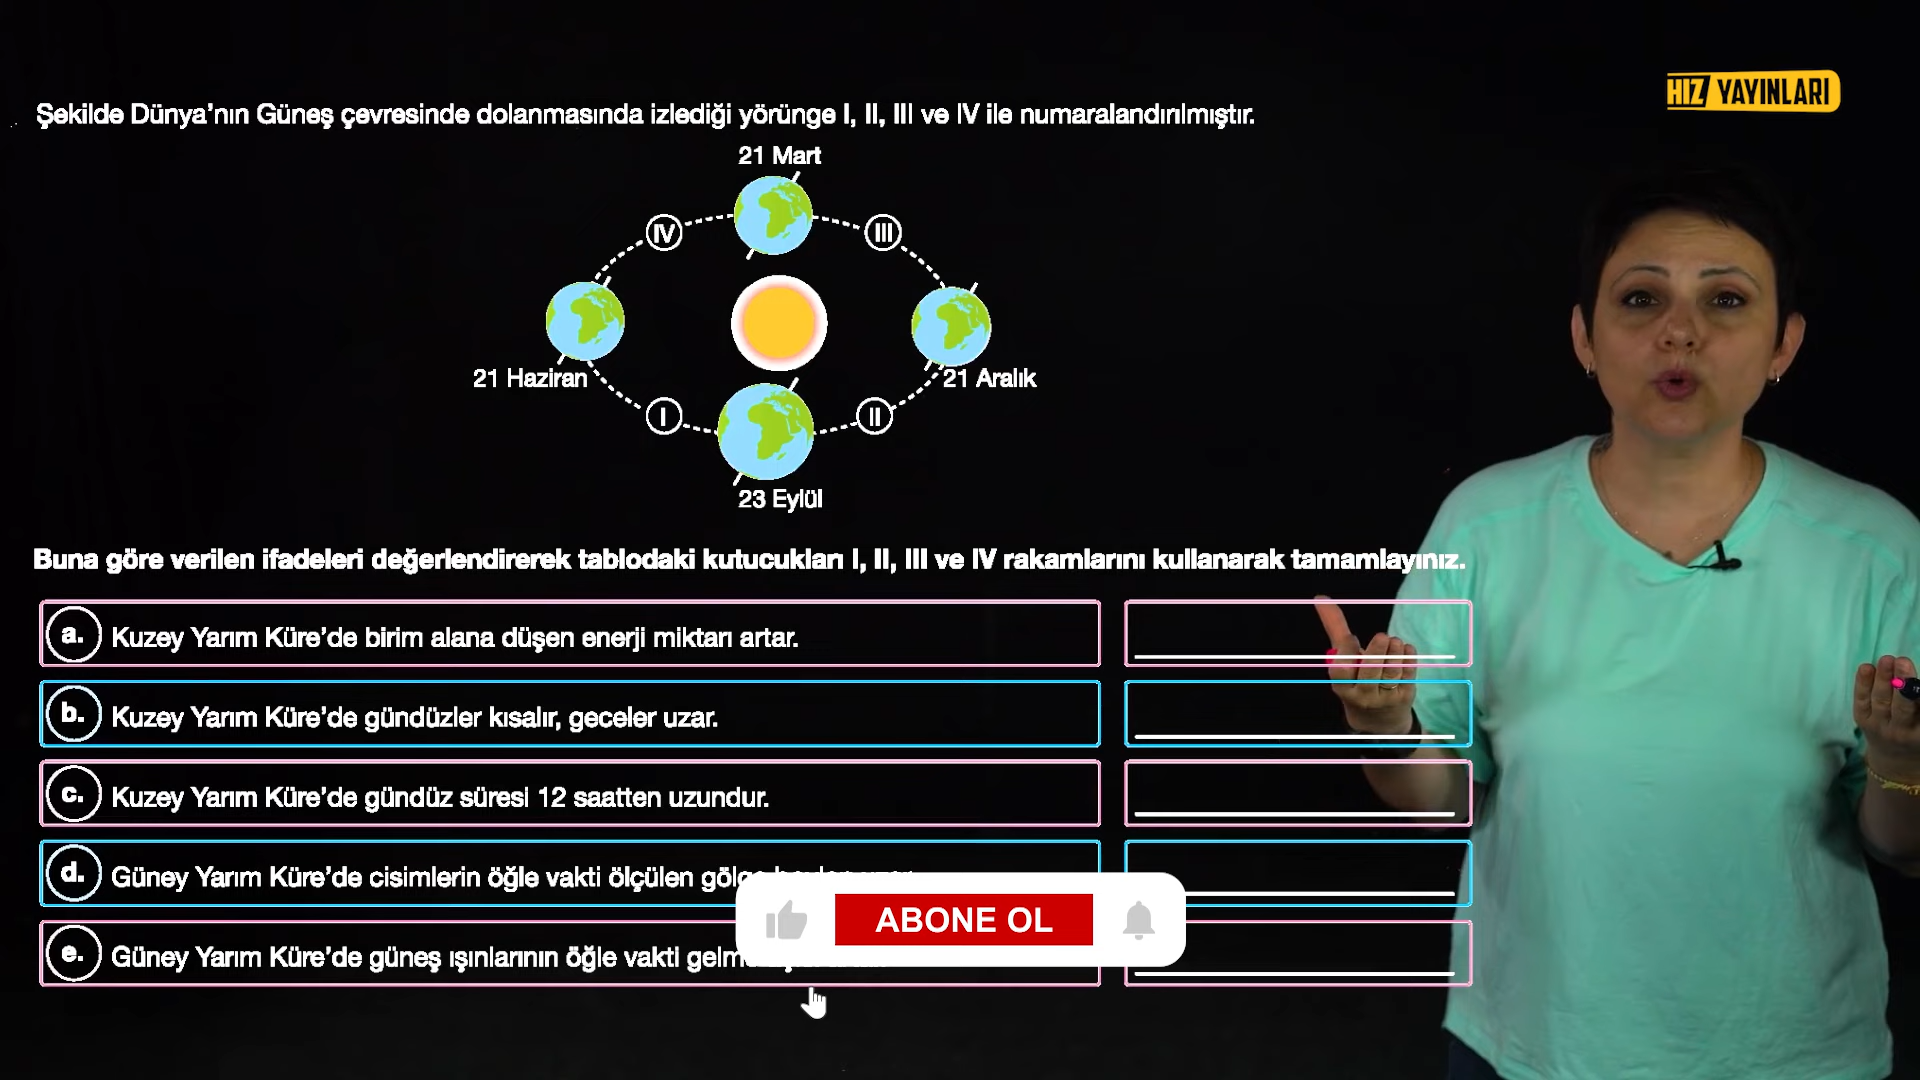 HIZ YAYINLARI
Şekilde Dünya’nın Güneş çevresinde dolanmasında izlediği yörünge I, II, III ve IV ile numaralandırılmıştır.
21 Mart
IV
III
21 Haziran
21 Aralık
I
II
23 Eylül
Buna göre verilen ifadeleri değerlendirerek tablodaki kutucukları I, II, III ve IV rakamlarını kullanarak tamamlayınız.
a. Kuzey Yarım Küre’de birim alana düşen enerji miktarı artar.
b. Kuzey Yarım Küre’de gündüzler kısalır, geceler uzar.
c. Kuzey Yarım Küre’de gündüz süresi 12 saatten uzundur.
d. Güney Yarım Küre’de cisimlerin öğle vakti ölçülen
ABONE OL
e. Güney Yarım Küre’de güneş ışınlarının öğle vakti